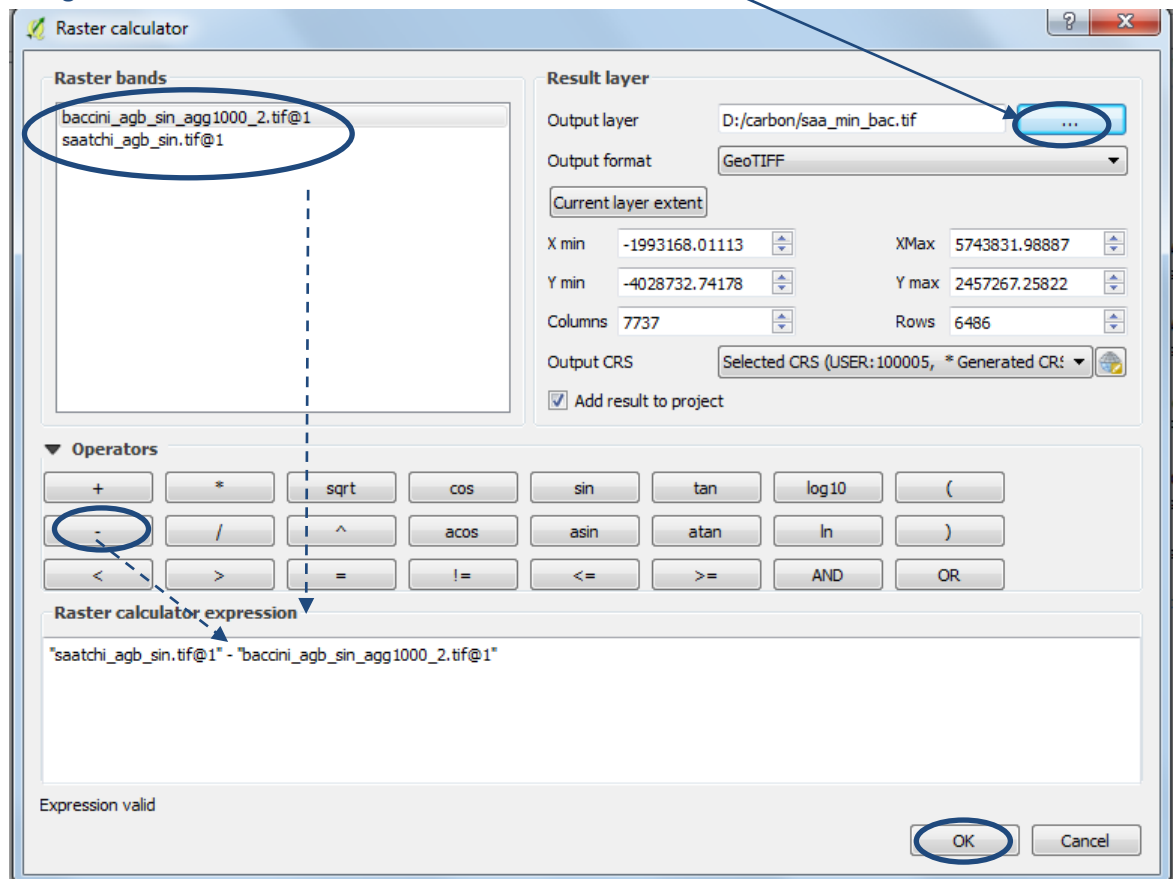 Raster calculator
Raster bands
baccini_agb_sin_agg1000_2.tif@1
saatchi_agb_sin.tif@1
Result layer
Output layer D:/carbon/saa_min_bac.tif ...
Output format GeoTIFF
Current layer extent
X min -1993168.01113 XMax 5743831.98887
Y min -4028732.74178 Y max 2457267.25822
Columns 7737 Rows 6486
Output CRS Selected CRS (USER:100005, * Generated CRS
Add result to project
Operators
+ * sqrt cos sin tan log10 (
- / ^ acos asin atan ln )
< > = != <= >= AND OR
Raster calculator expression
"saatchi_agb_sin.tif@1" - "baccini_agb_sin_agg1000_2.tif@1"
Expression valid
OK Cancel